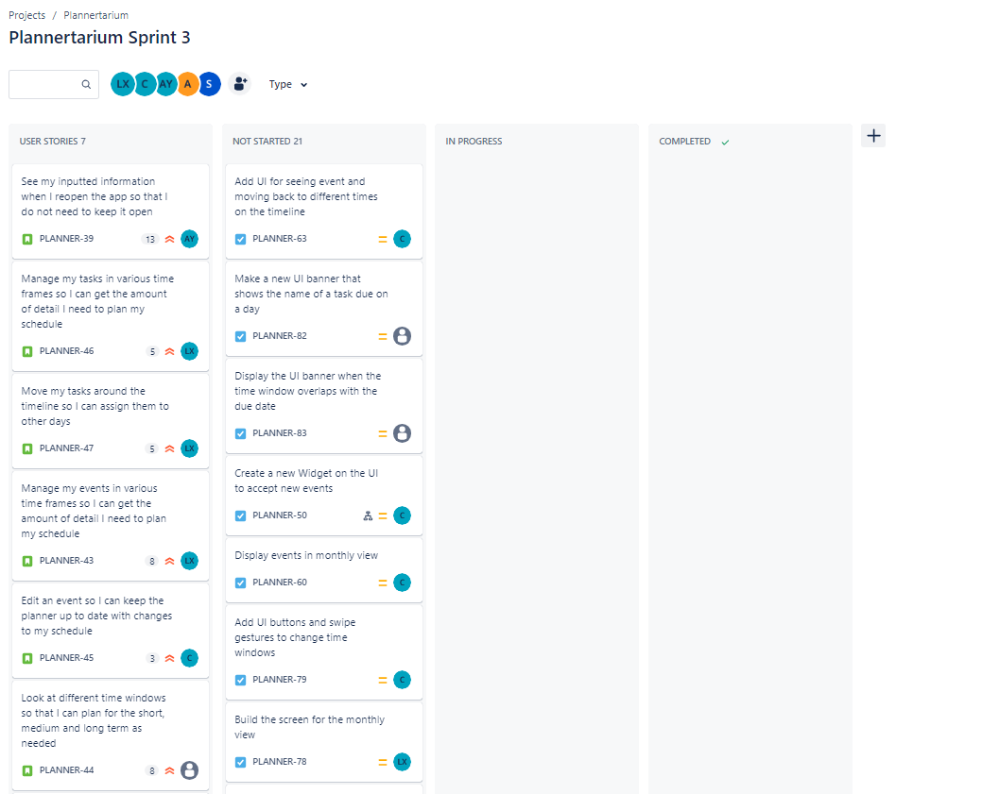 Projects / Plannertarium
Plannertarium Sprint 3
LX C AY A S
Type
USER STORIES 7
See my inputted information
when I reopen the app so that I
do not need to keep it open
PLANNER-39 13 AY
Manage my tasks in various time
frames so I can get the amount
of detail I need to plan my
schedule
PLANNER-46 5 LX
Move my tasks around the
timeline so I can assign them to
other days
PLANNER-47 5 LX
Manage my events in various
time frames so I can get the
amount of detail I need to plan
my schedule
PLANNER-43 8 LX
Edit an event so I can keep the
planner up to date with changes
to my schedule
PLANNER-45 3 C
Look at different time windows
so that I can plan for the short,
medium and long term as
needed
PLANNER-44 8
NOT STARTED 21
Add UI for seeing event and
moving back to different times
on the timeline
PLANNER-63 C
Make a new UI banner that
shows the name of a task due on
a day
PLANNER-82
Display the UI banner when the
time window overlaps with the
due date
PLANNER-83
Create a new Widget on the UI
to accept new events
PLANNER-50 C
Display events in monthly view
PLANNER-60 C
Add UI buttons and swipe
gestures to change time
windows
PLANNER-79 C
Build the screen for the monthly
view
PLANNER-78 LX
IN PROGRESS
COMPLETED